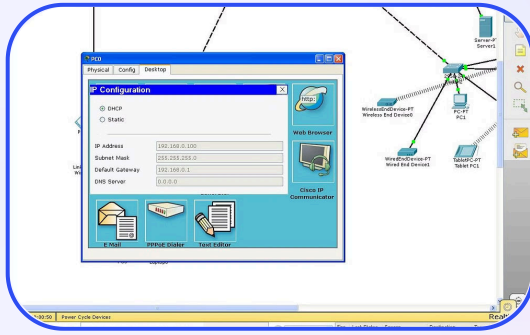 PC0
Physical Config Desktop
IP Configuration
X
DHCP
Static
IP Address 192.168.0.100
Subnet Mask 255.255.255.0
Default Gateway 192.168.0.1
DNS Server 0.0.0.0
http:
Web Browser
Cisco IP
Communicator
E Mail
PPPoE Dialer
Text Editor
Server-PT
Server1
WirelessEndDevice-PT
Wireless End Device0
PC-PT
PC1
WiredEndDevice-PT
Wired End Device1
TabletPC-PT
Tablet PC1
Power Cycle Devices